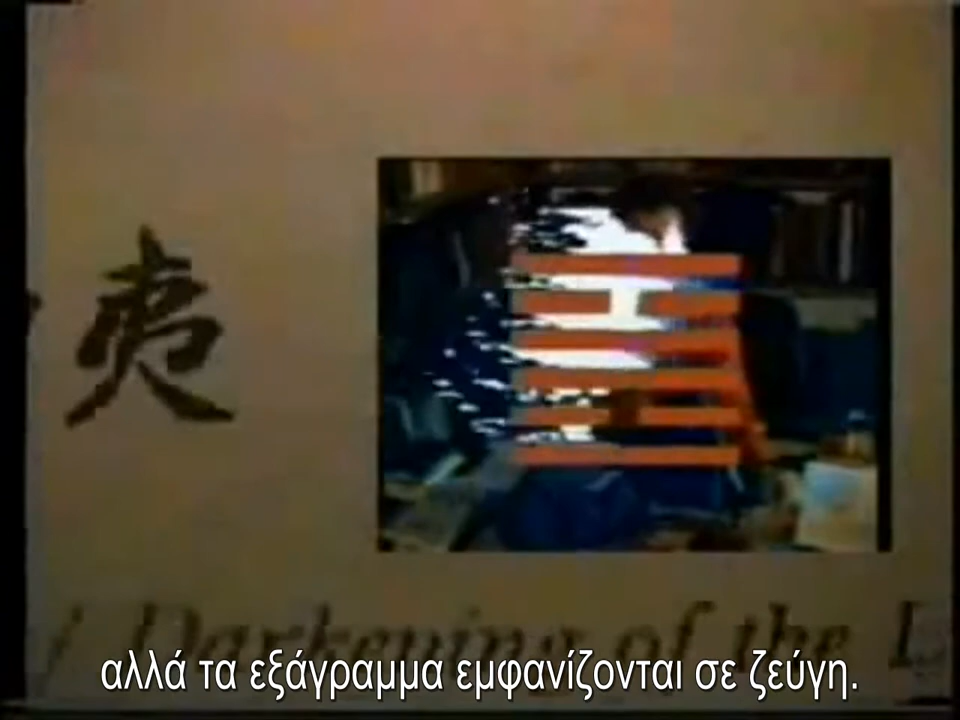 夷
/ Darkening of the L
αλλά τα εξάγραμμα εμφανίζονται σε ζεύγη.